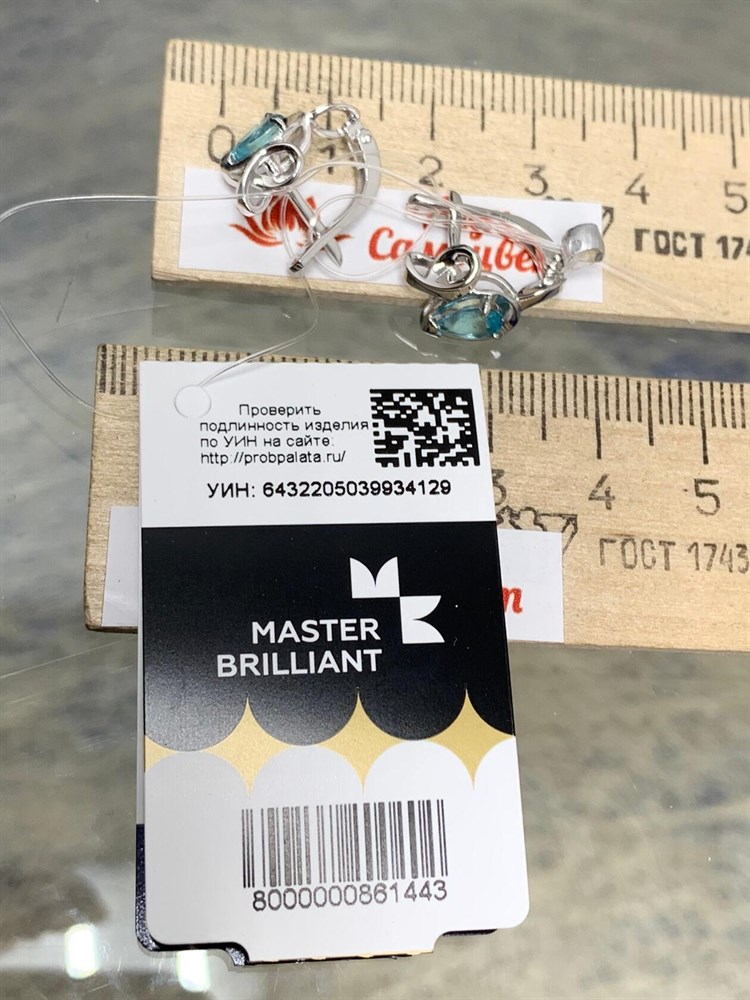 0 1 2 3 4 5
Самоцвет
ГОСТ 174
Проверить
подлинность изделия
по УИН на сайте:
http://probpalata.ru/
УИН: 6432205039934129
3 4 5
ГОСТ 1743
т
MASTER
BRILLIANT
8000000861443